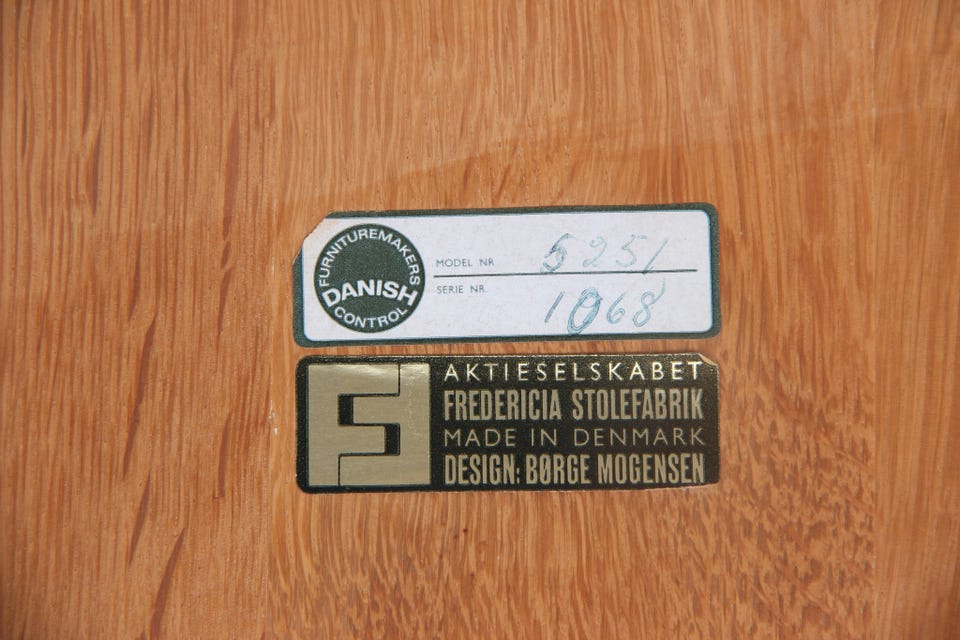 FURNITUREMAKERS
DANISH
CONTROL
MODEL NR 5251
SERIE NR. 1068
AKTIESELSKABET
FREDERICIA STOLEFABRIK
MADE IN DENMARK
DESIGN: BØRGE MOGENSEN